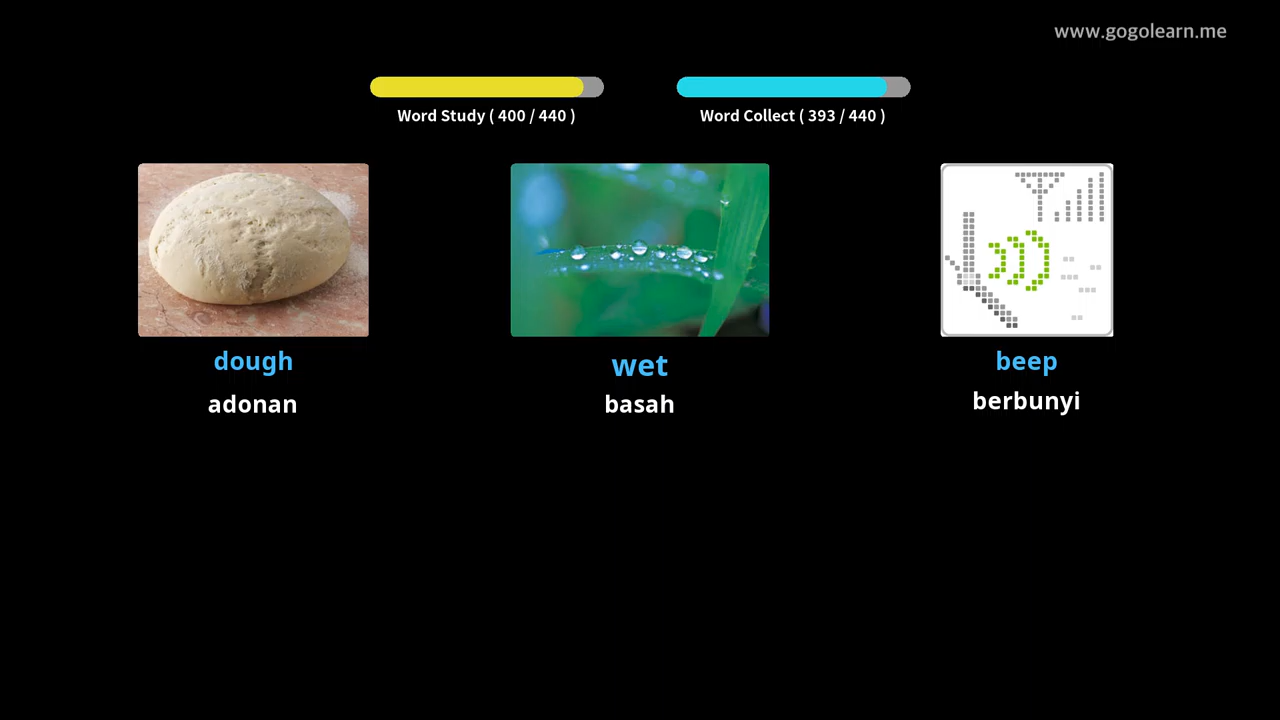 www.gogolearn.me
Word Study ( 400 / 440 )
Word Collect ( 393 / 440 )
dough
wet
beep
adonan
basah
berbunyi